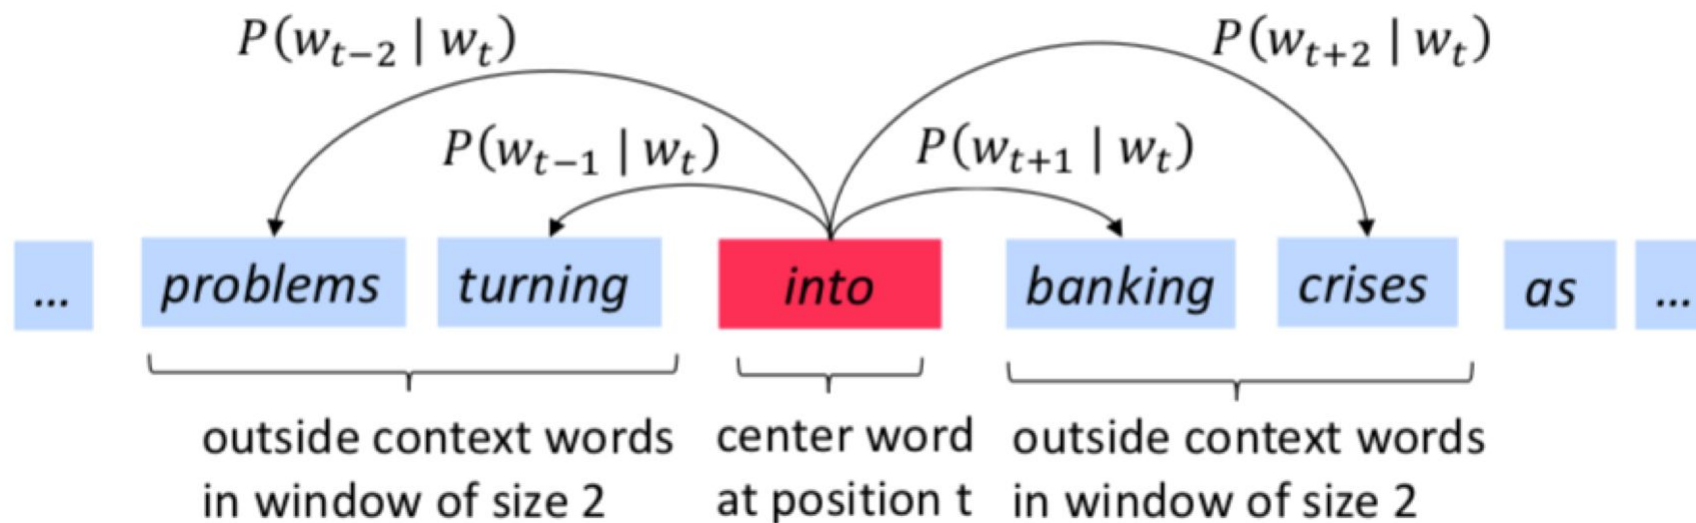 P(w_{t−2} | w_t)
P(w_{t+2} | w_t)
P(w_{t−1} | w_t)
P(w_{t+1} | w_t)
... problems turning into banking crises as ...
outside context words
in window of size 2
center word
at position t
outside context words
in window of size 2